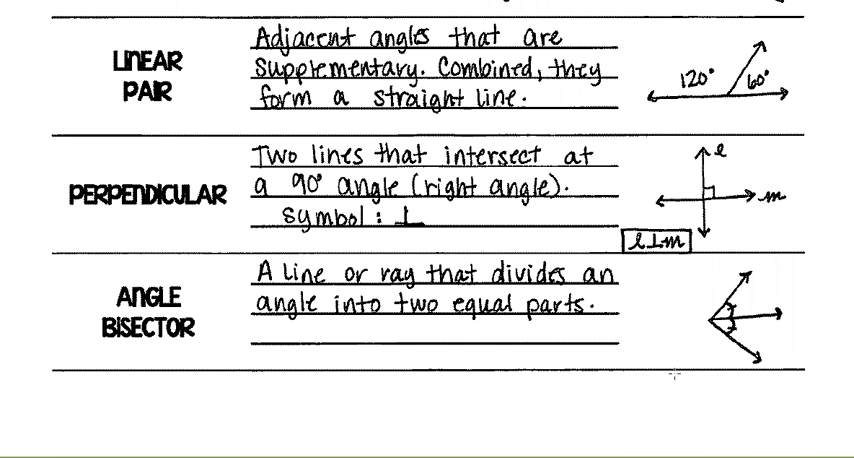 LINEAR
PAIR
Adjacent angles that are
supplementary. Combined, they
form a straight line.
120° 60°
PERPENDICULAR
Two lines that intersect at
a 90° angle (right angle).
symbol: ⊥
l
m
l⊥m
ANGLE
BISECTOR
A line or ray that divides an
angle into two equal parts.